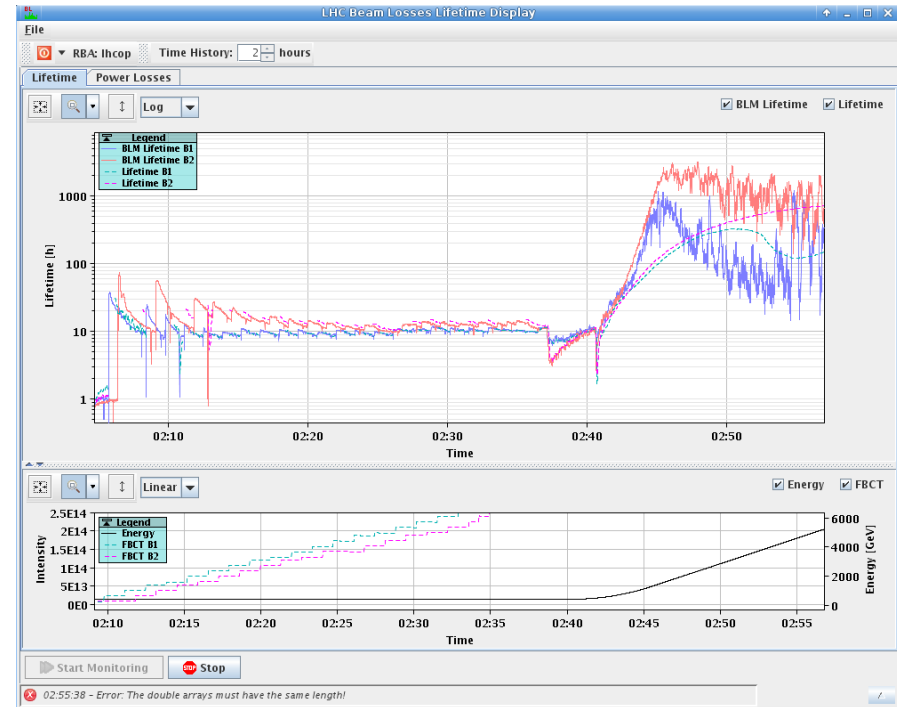 BL
LHC Beam Losses Lifetime Display
File
RBA: lhcop Time History: 2 hours
Lifetime Power Losses
Log BLM Lifetime Lifetime
Legend
BLM Lifetime B1
BLM Lifetime B2
Lifetime B1
Lifetime B2
1000
100
10
1
Lifetime [h]
02:10 02:20 02:30 02:40 02:50
Time
Linear Energy FBCT
Legend
Energy
FBCT B1
FBCT B2
2.5E14
2E14
1.5E14
1E14
5E13
0E0
Intensity
6000
4000
2000
0
Energy [GeV]
02:10 02:15 02:20 02:25 02:30 02:35 02:40 02:45 02:50 02:55
Time
Start Monitoring STOP Stop
02:55:38 - Error: The double arrays must have the same length!